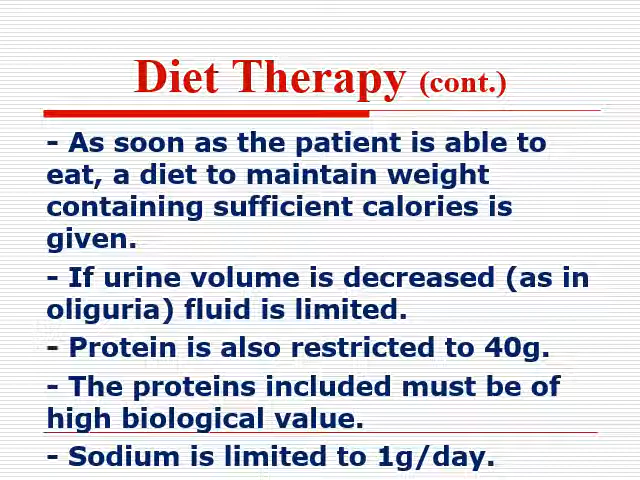 Diet Therapy (cont.)
- As soon as the patient is able to
eat, a diet to maintain weight
containing sufficient calories is
given.
- If urine volume is decreased (as in
oliguria) fluid is limited.
- Protein is also restricted to 40g.
- The proteins included must be of
high biological value.
- Sodium is limited to 1g/day.